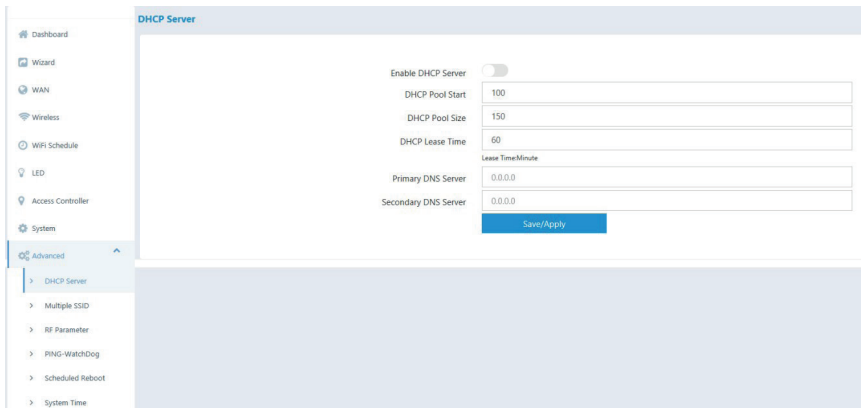 DHCP Server
Dashboard
Wizard
WAN
Wireless
WiFi Schedule
LED
Access Controller
System
Advanced
> DHCP Server
> Multiple SSID
> RF Parameter
> PING-WatchDog
> Scheduled Reboot
> System Time
Enable DHCP Server
DHCP Pool Start 100
DHCP Pool Size 150
DHCP Lease Time 60
Lease Time:Minute
Primary DNS Server 0.0.0.0
Secondary DNS Server 0.0.0.0
Save/Apply